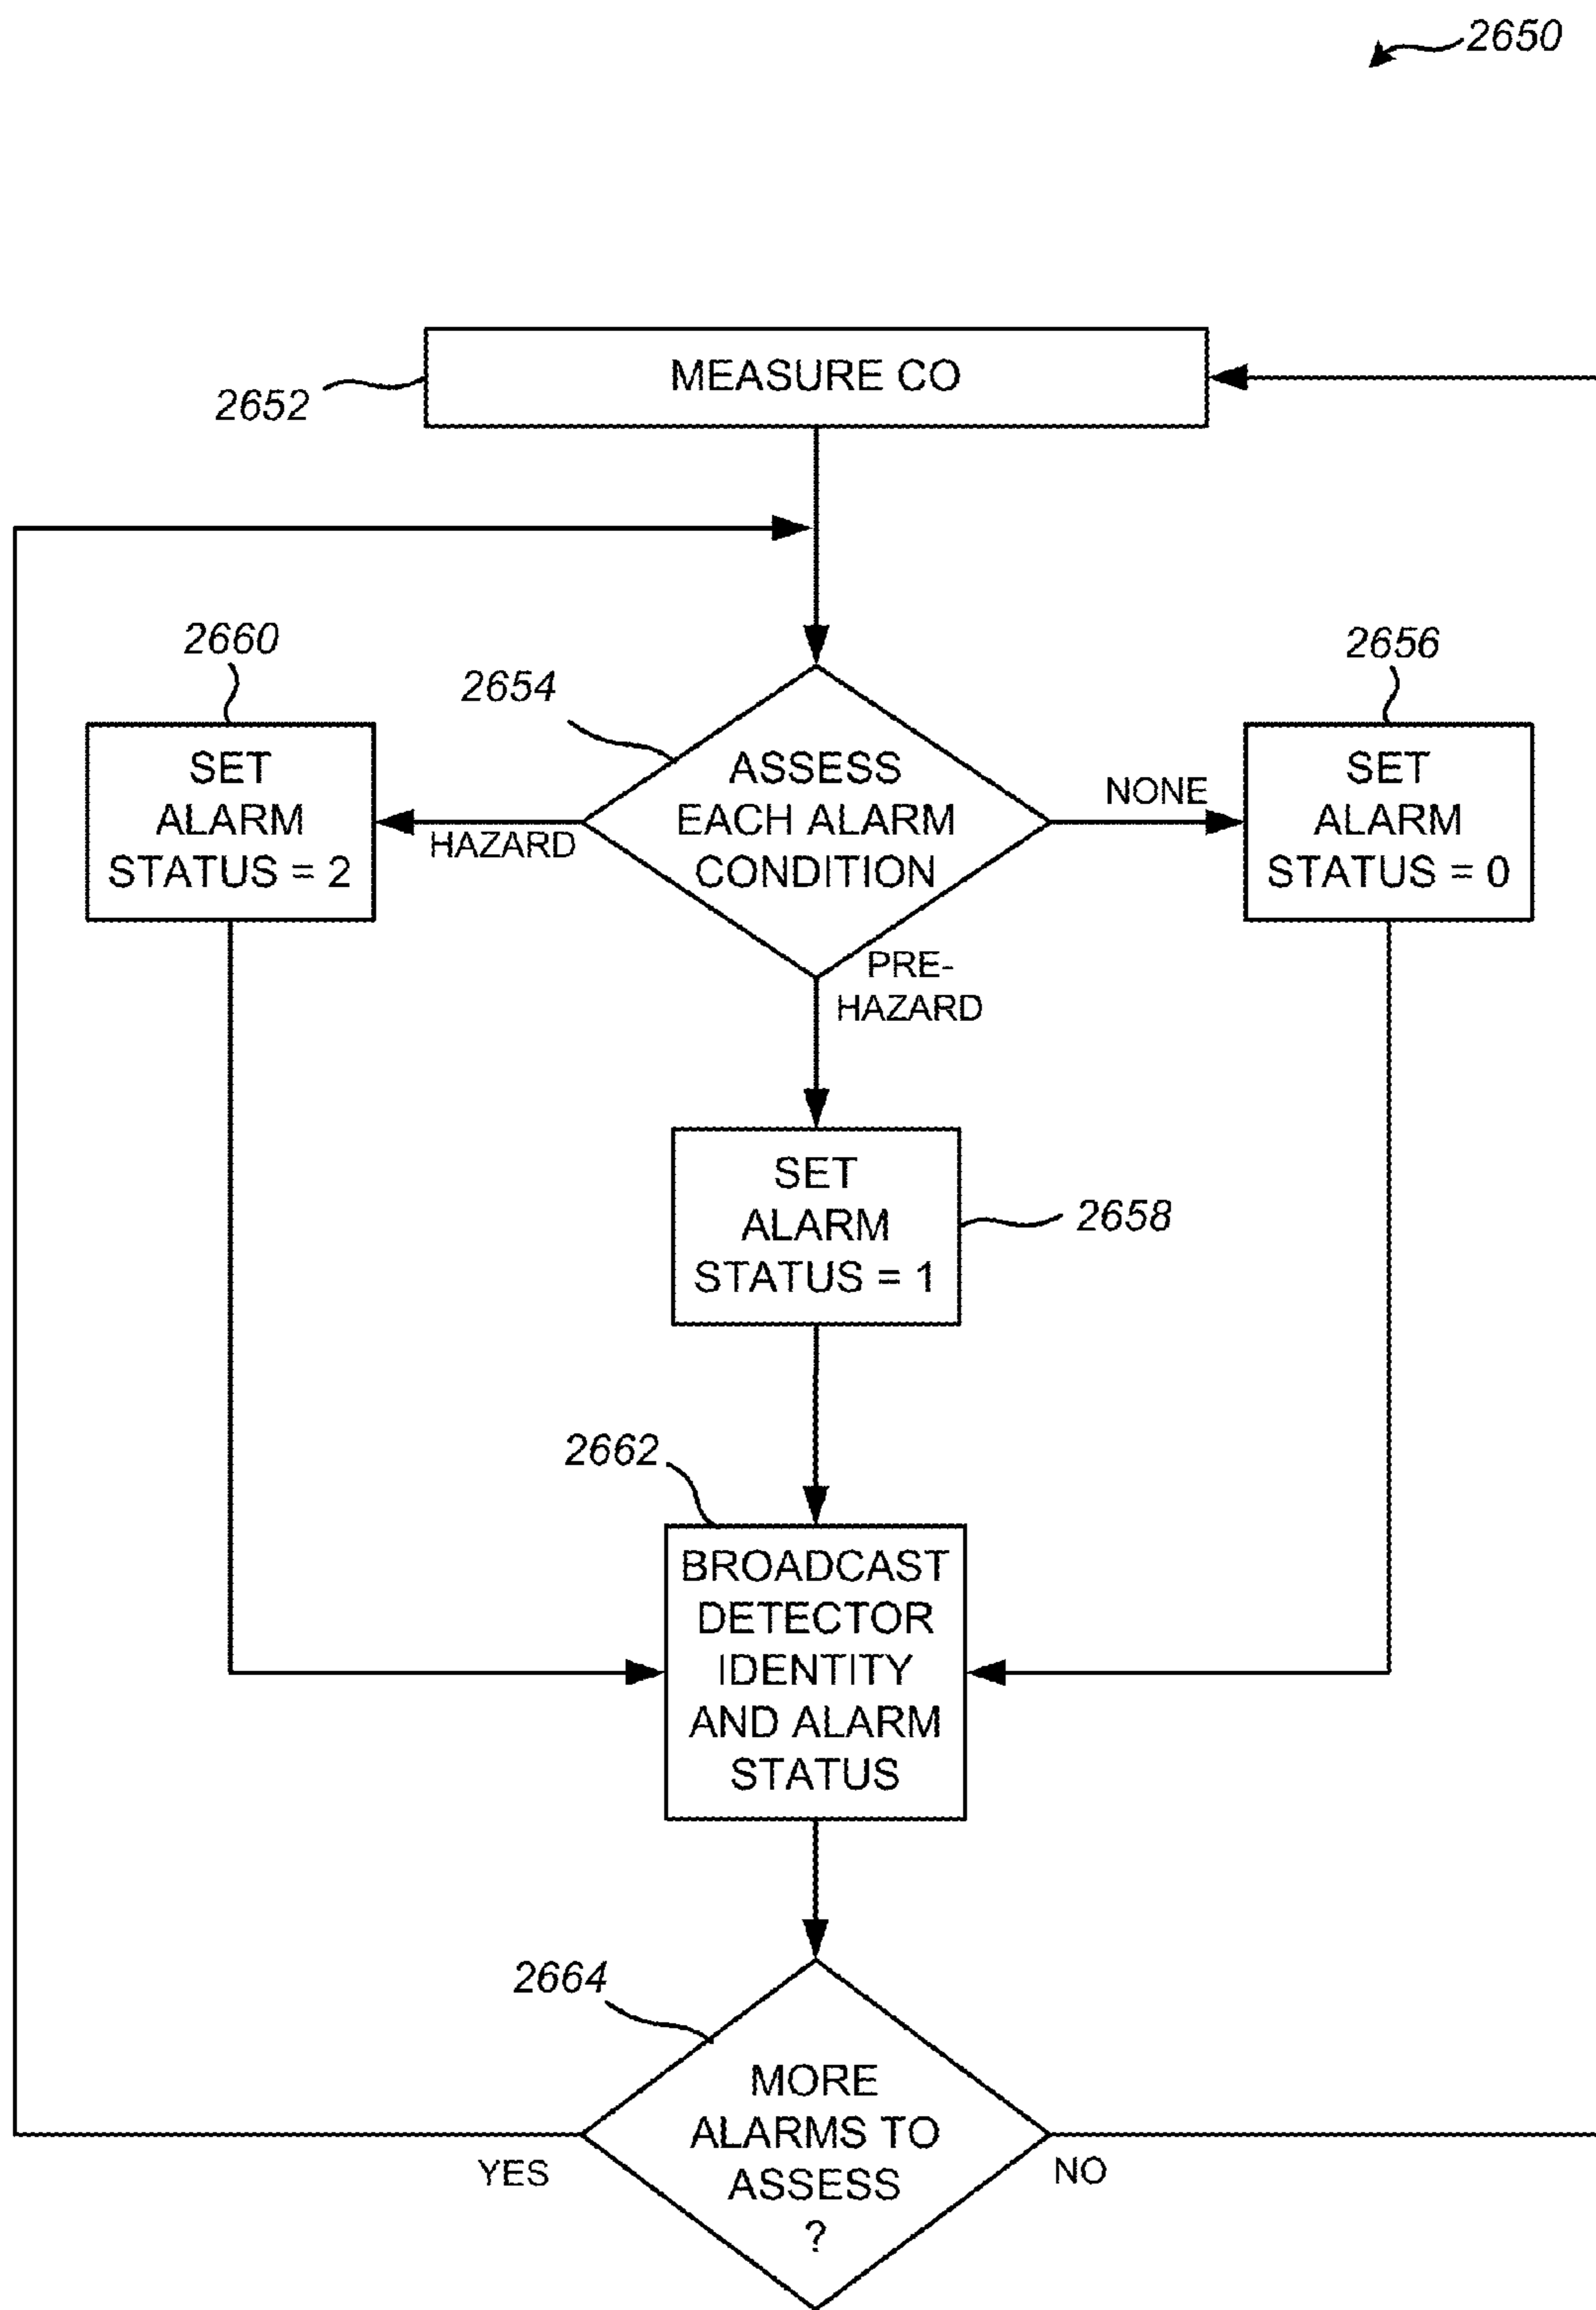 2650
MEASURE CO
2652
2660
2654
2656
SET
ALARM
STATUS = 2
HAZARD
ASSESS
EACH ALARM
CONDITION
NONE
SET
ALARM
STATUS = 0
PRE-
HAZARD
SET
ALARM
STATUS = 1
2658
2662
BROADCAST
DETECTOR
IDENTITY
AND ALARM
STATUS
2664
MORE
ALARMS TO
ASSESS
?
YES
NO